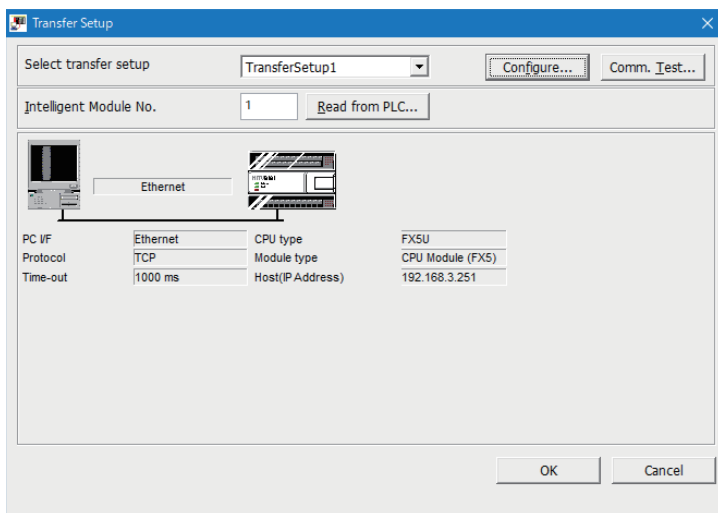 Transfer Setup
Select transfer setup TransferSetup1 Configure... Comm. Test...
Intelligent Module No. 1 Read from PLC...
Ethernet
PC I/F Ethernet CPU type FX5U
Protocol TCP Module type CPU Module (FX5)
Time-out 1000 ms Host(IP Address) 192.168.3.251
OK Cancel